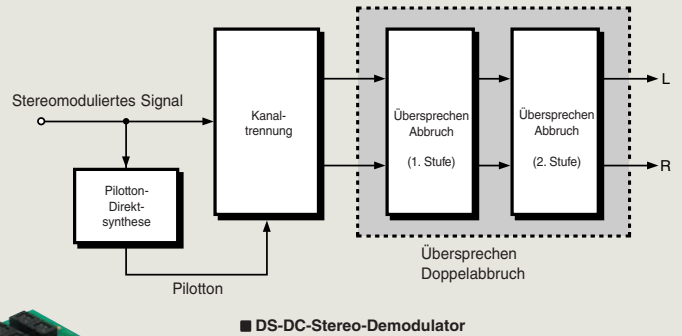 Stereomoduliertes Signal
Kanal-
trennung
Übersprechen
Abbruch
(1. Stufe)
Übersprechen
Abbruch
(2. Stufe)
L
R
Pilotton-
Direkt-
synthese
Pilotton
Übersprechen
Doppelabbruch
■ DS-DC-Stereo-Demodulator